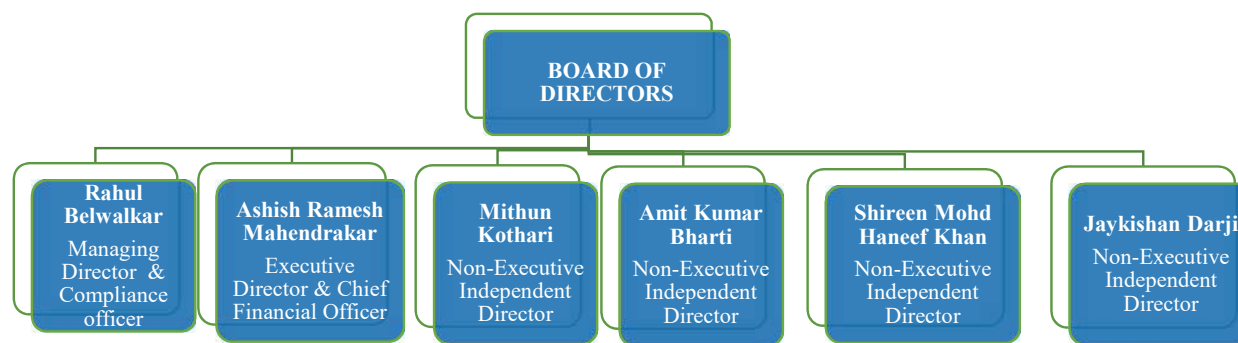 BOARD OF
DIRECTORS
Rahul
Belwalkar
Managing
Director & 
Compliance
officer
Ashish Ramesh
Mahendrakar
Executive
Director & Chief
Financial Officer
Mithun
Kothari
Non-Executive
Independent
Director
Amit Kumar
Bharti
Non-Executive
Independent
Director
Shireen Mohd
Haneef Khan
Non-Executive
Independent
Director
Jaykishan Darji
Non-Executive
Independent
Director